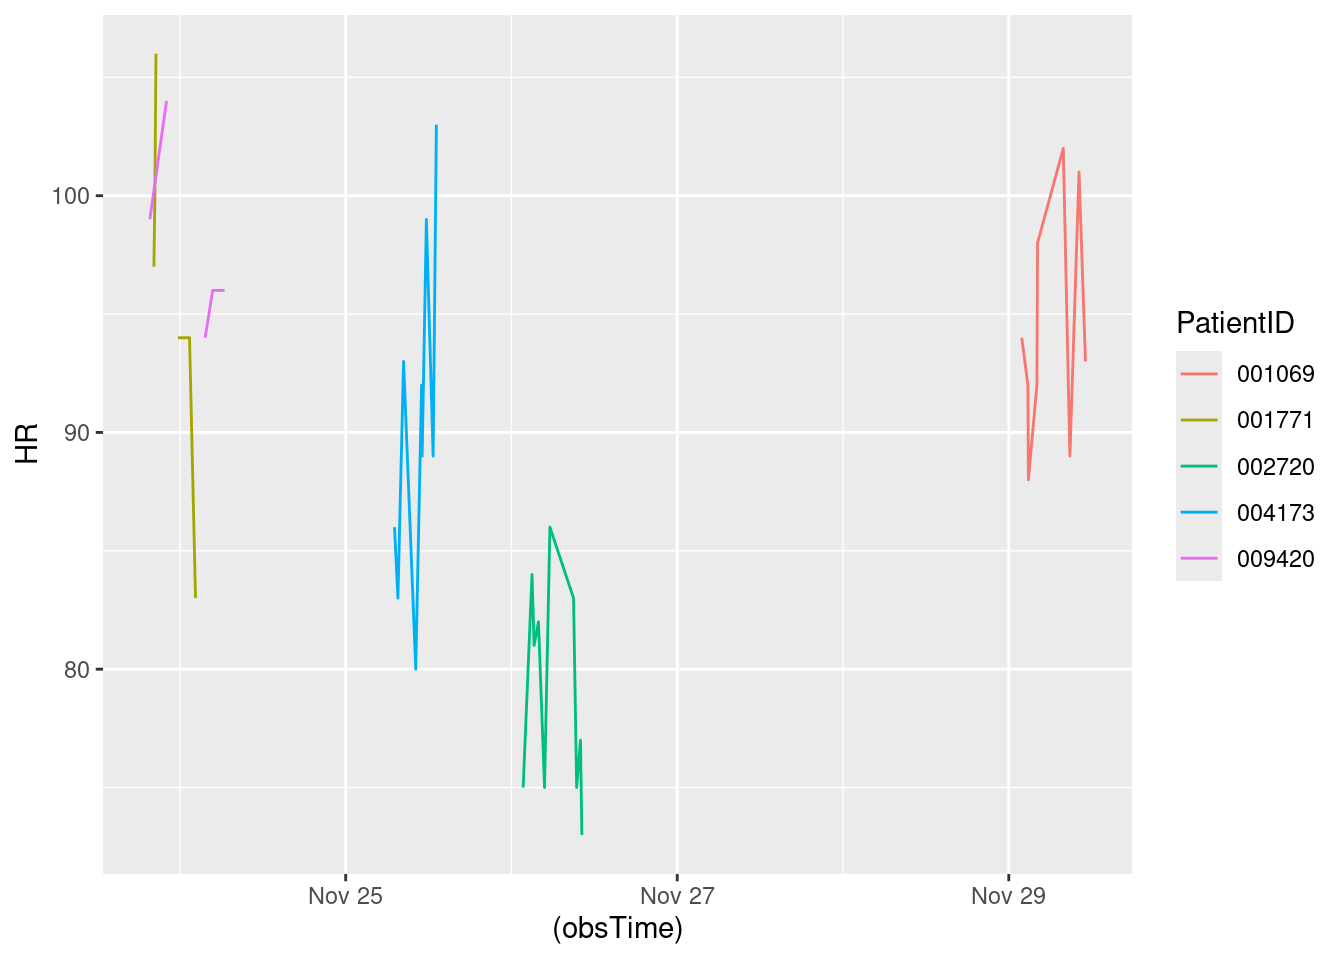 100
90
80
HR
Nov 25
Nov 27
Nov 29
(obsTime)
PatientID
001069
001771
002720
004173
009420